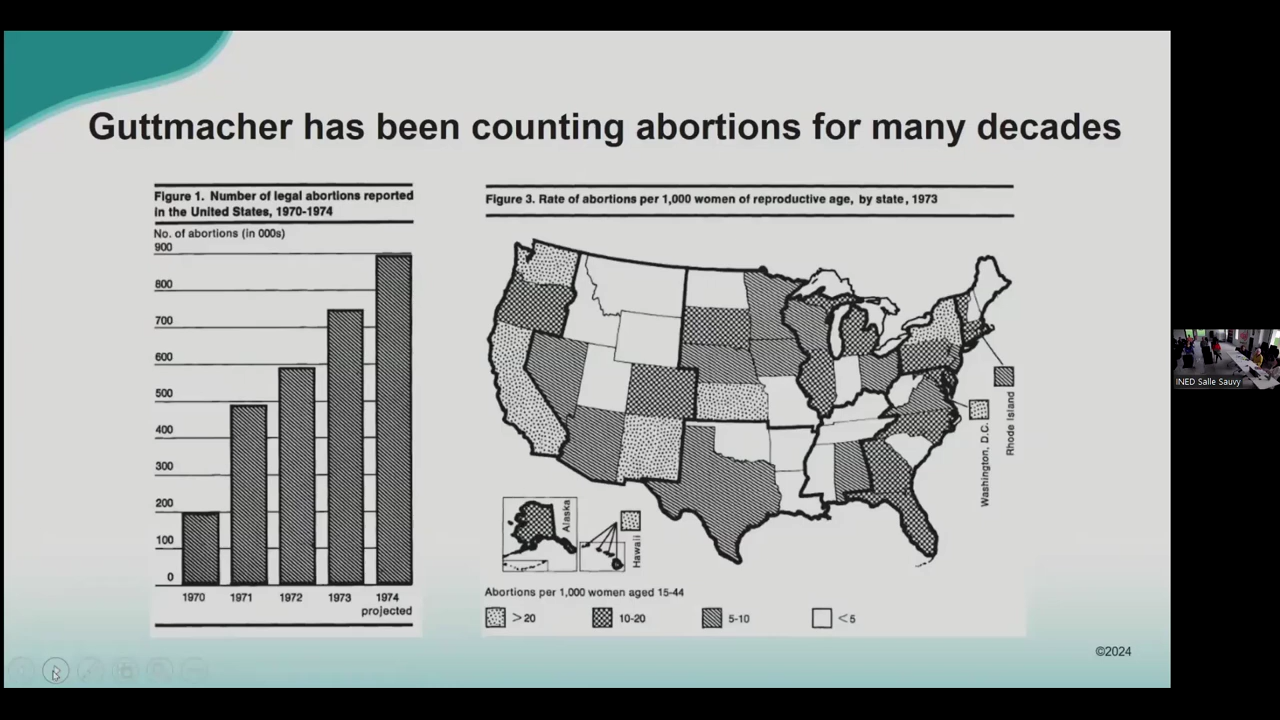 Guttmacher has been counting abortions for many decades
Figure 1. Number of legal abortions reported
in the United States, 1970-1974
No. of abortions (in 000s)
900
800
700
600
500
400
300
200
100
0
1970
1971
1972
1973
1974
projected
Figure 3. Rate of abortions per 1,000 women of reproductive age, by state, 1973
Alaska
Hawaii
Washington, D.C.
Rhode Island
Abortions per 1,000 women aged 15-44
>20
10-20
5-10
<5
©2024
INED Salle Sauvy